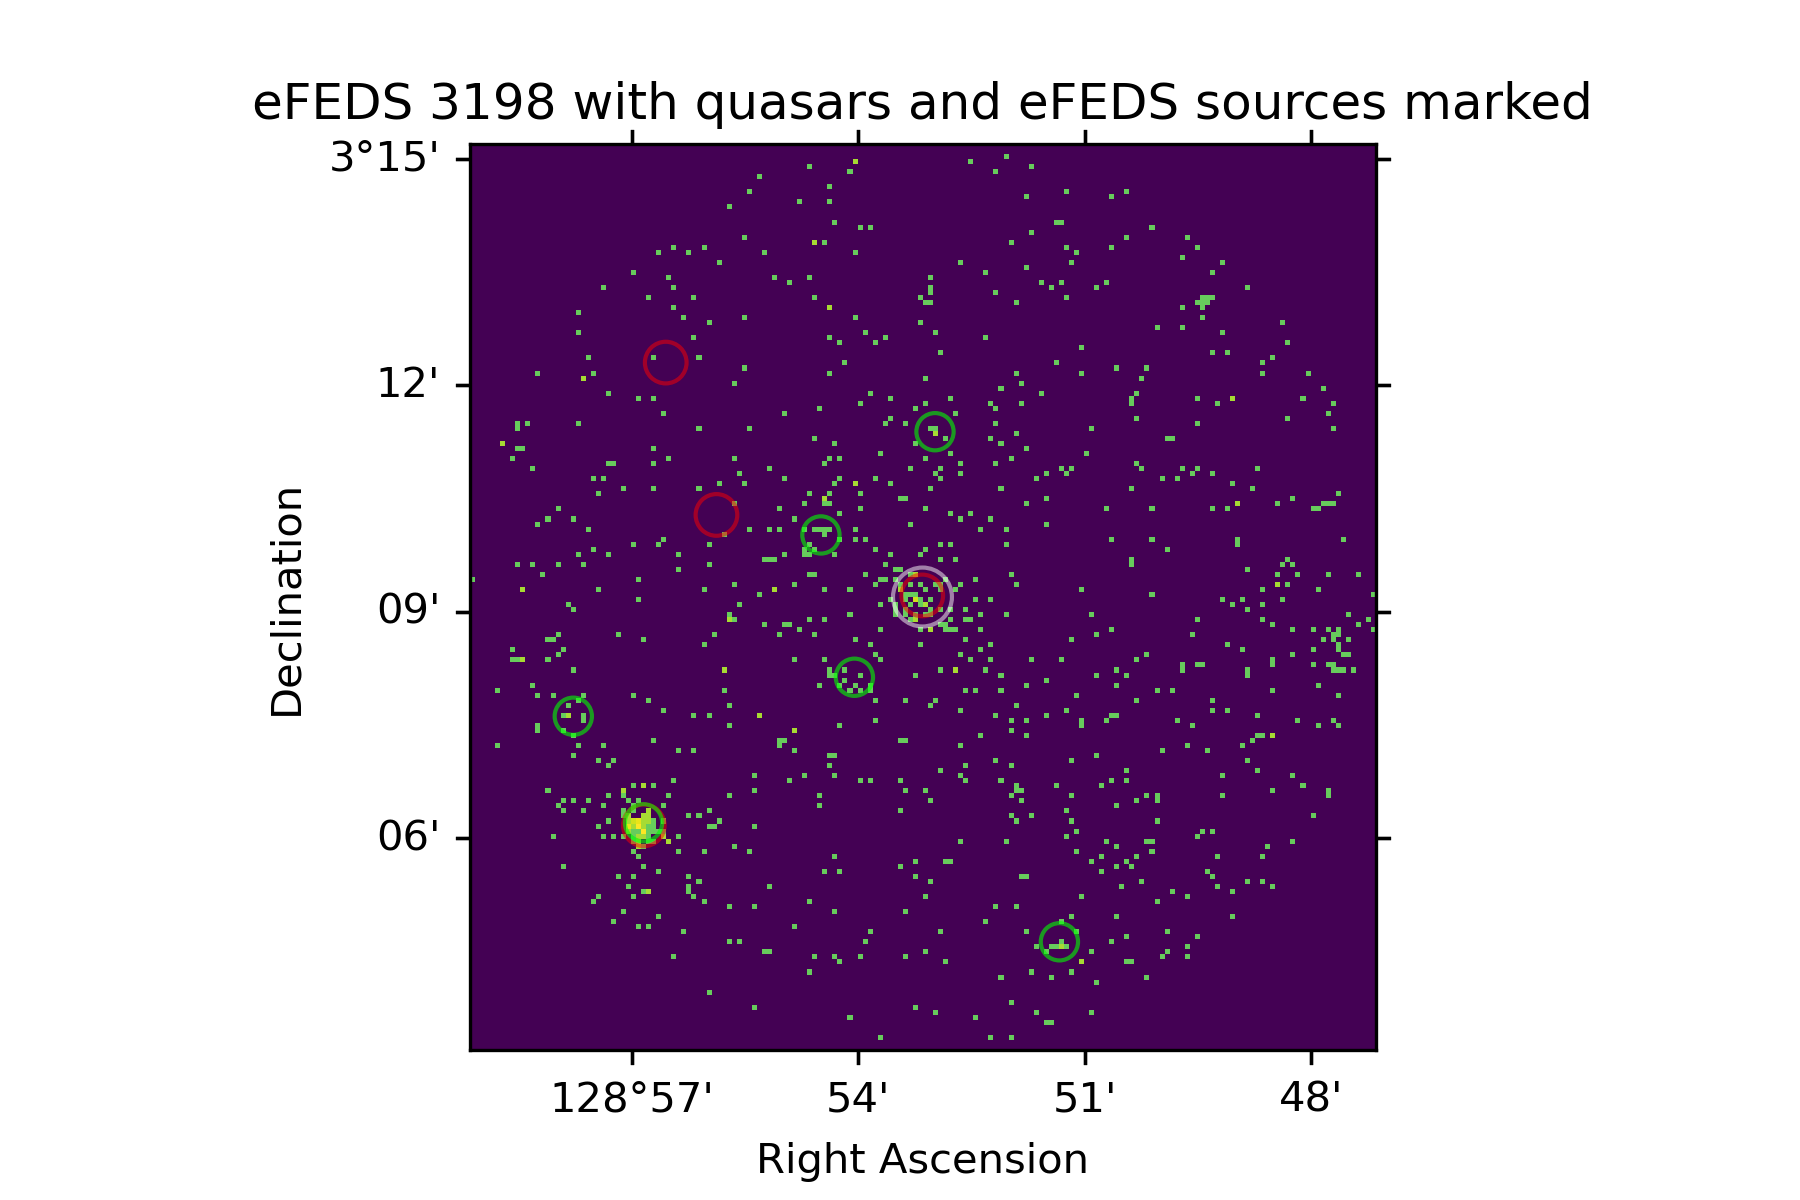 eFEDS 3198 with quasars and eFEDS sources marked
3°15'
12'
09'
06'
Declination
128°57'
54'
51'
48'
Right Ascension